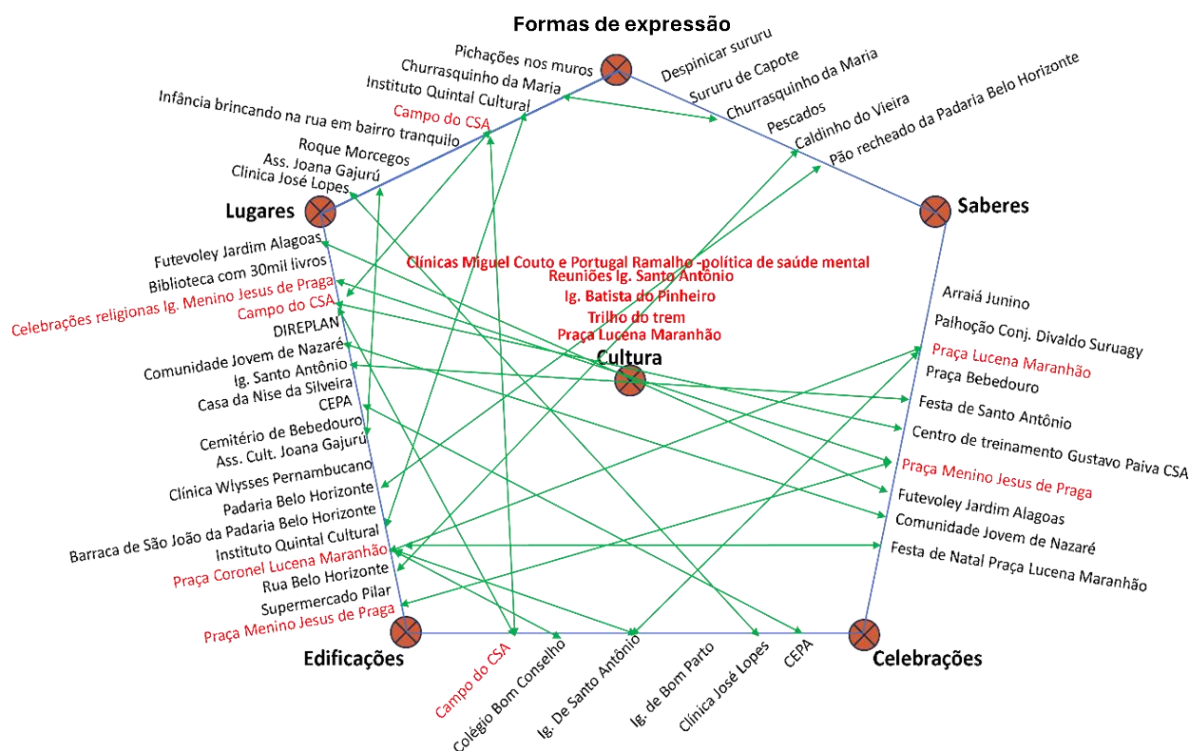 Formas de expressão
Pichações nos muros
Churrasquinho da Maria
Instituto Quintal Cultural
Campo do CSA
Infância brincando na rua em bairro tranquilo
Roque Morcegos
Ass. Joana Gajurú
Clínica José Lopes
Despinicar sururu
Sururu de Capote
Churrasquinho da Maria
Pescados
Caldinho do Vieira
Pão recheado da Padaria Belo Horizonte
Lugares
Saberes
Futevoley Jardim Alagoas
Biblioteca com 30mil livros
Celebrações religionas Ig. Menino Jesus de Praga
Campo do CSA
DIREPLAN
Comunidade Jovem de Nazaré
Ig. Santo Antônio
Casa da Nise da Silveira
CEPA
Cemitério de Bebedouro
Ass. Cult. Joana Gajurú
Clínica Wlysses Pernambucano
Padaria Belo Horizonte
Barraca de São João da Padaria Belo Horizonte
Instituto Quintal Cultural
Praça Coronel Lucena Maranhão
Rua Belo Horizonte
Supermercado Pilar
Praça Menino Jesus de Praga
Clínicas Miguel Couto e Portugal Ramalho -política de saúde mental
Reuniões Ig. Santo Antônio
Ig. Batista do Pinheiro
Trilho do trem
Praça Lucena Maranhão
Cultura
Arraiá Junino
Palhoção Conj. Divaldo Suruagy
Praça Lucena Maranhão
Praça Bebedouro
Festa de Santo Antônio
Centro de treinamento Gustavo Paiva CSA
Praça Menino Jesus de Praga
Futevoley Jardim Alagoas
Comunidade Jovem de Nazaré
Festa de Natal Praça Lucena Maranhão
Edificações
Celebrações
Campo do CSA
Colégio Bom Conselho
Ig. De Santo Antônio
Ig. de Bom Parto
Clínica José Lopes
CEPA